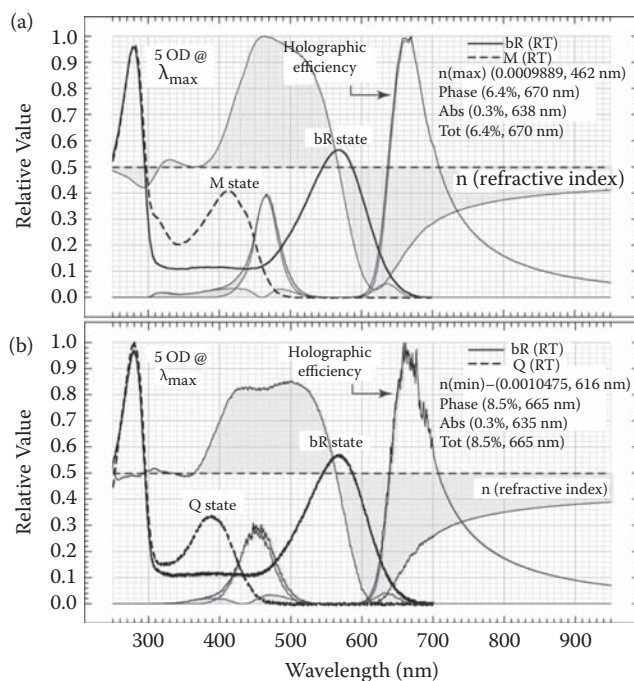 (a)
1.0
0.9
0.8
0.7
0.6
0.5
0.4
0.3
0.2
0.1
0.0
Relative Value
5 OD @
λmax
Holographic
efficiency
bR (RT)
M (RT)
n(max) (0.0009889, 462 nm)
Phase (6.4%, 670 nm)
Abs (0.3%, 638 nm)
Tot (6.4%, 670 nm)
bR state
M state
n (refractive index)
(b)
1.0
0.9
0.8
0.7
0.6
0.5
0.4
0.3
0.2
0.1
0.0
Relative Value
5 OD @
λmax
Holographic
efficiency
bR (RT)
Q (RT)
n(min)–(0.0010475, 616 nm)
Phase (8.5%, 665 nm)
Abs (0.3%, 635 nm)
Tot (8.5%, 665 nm)
bR state
Q state
n (refractive index)
300 400 500 600 700 800 900
Wavelength (nm)